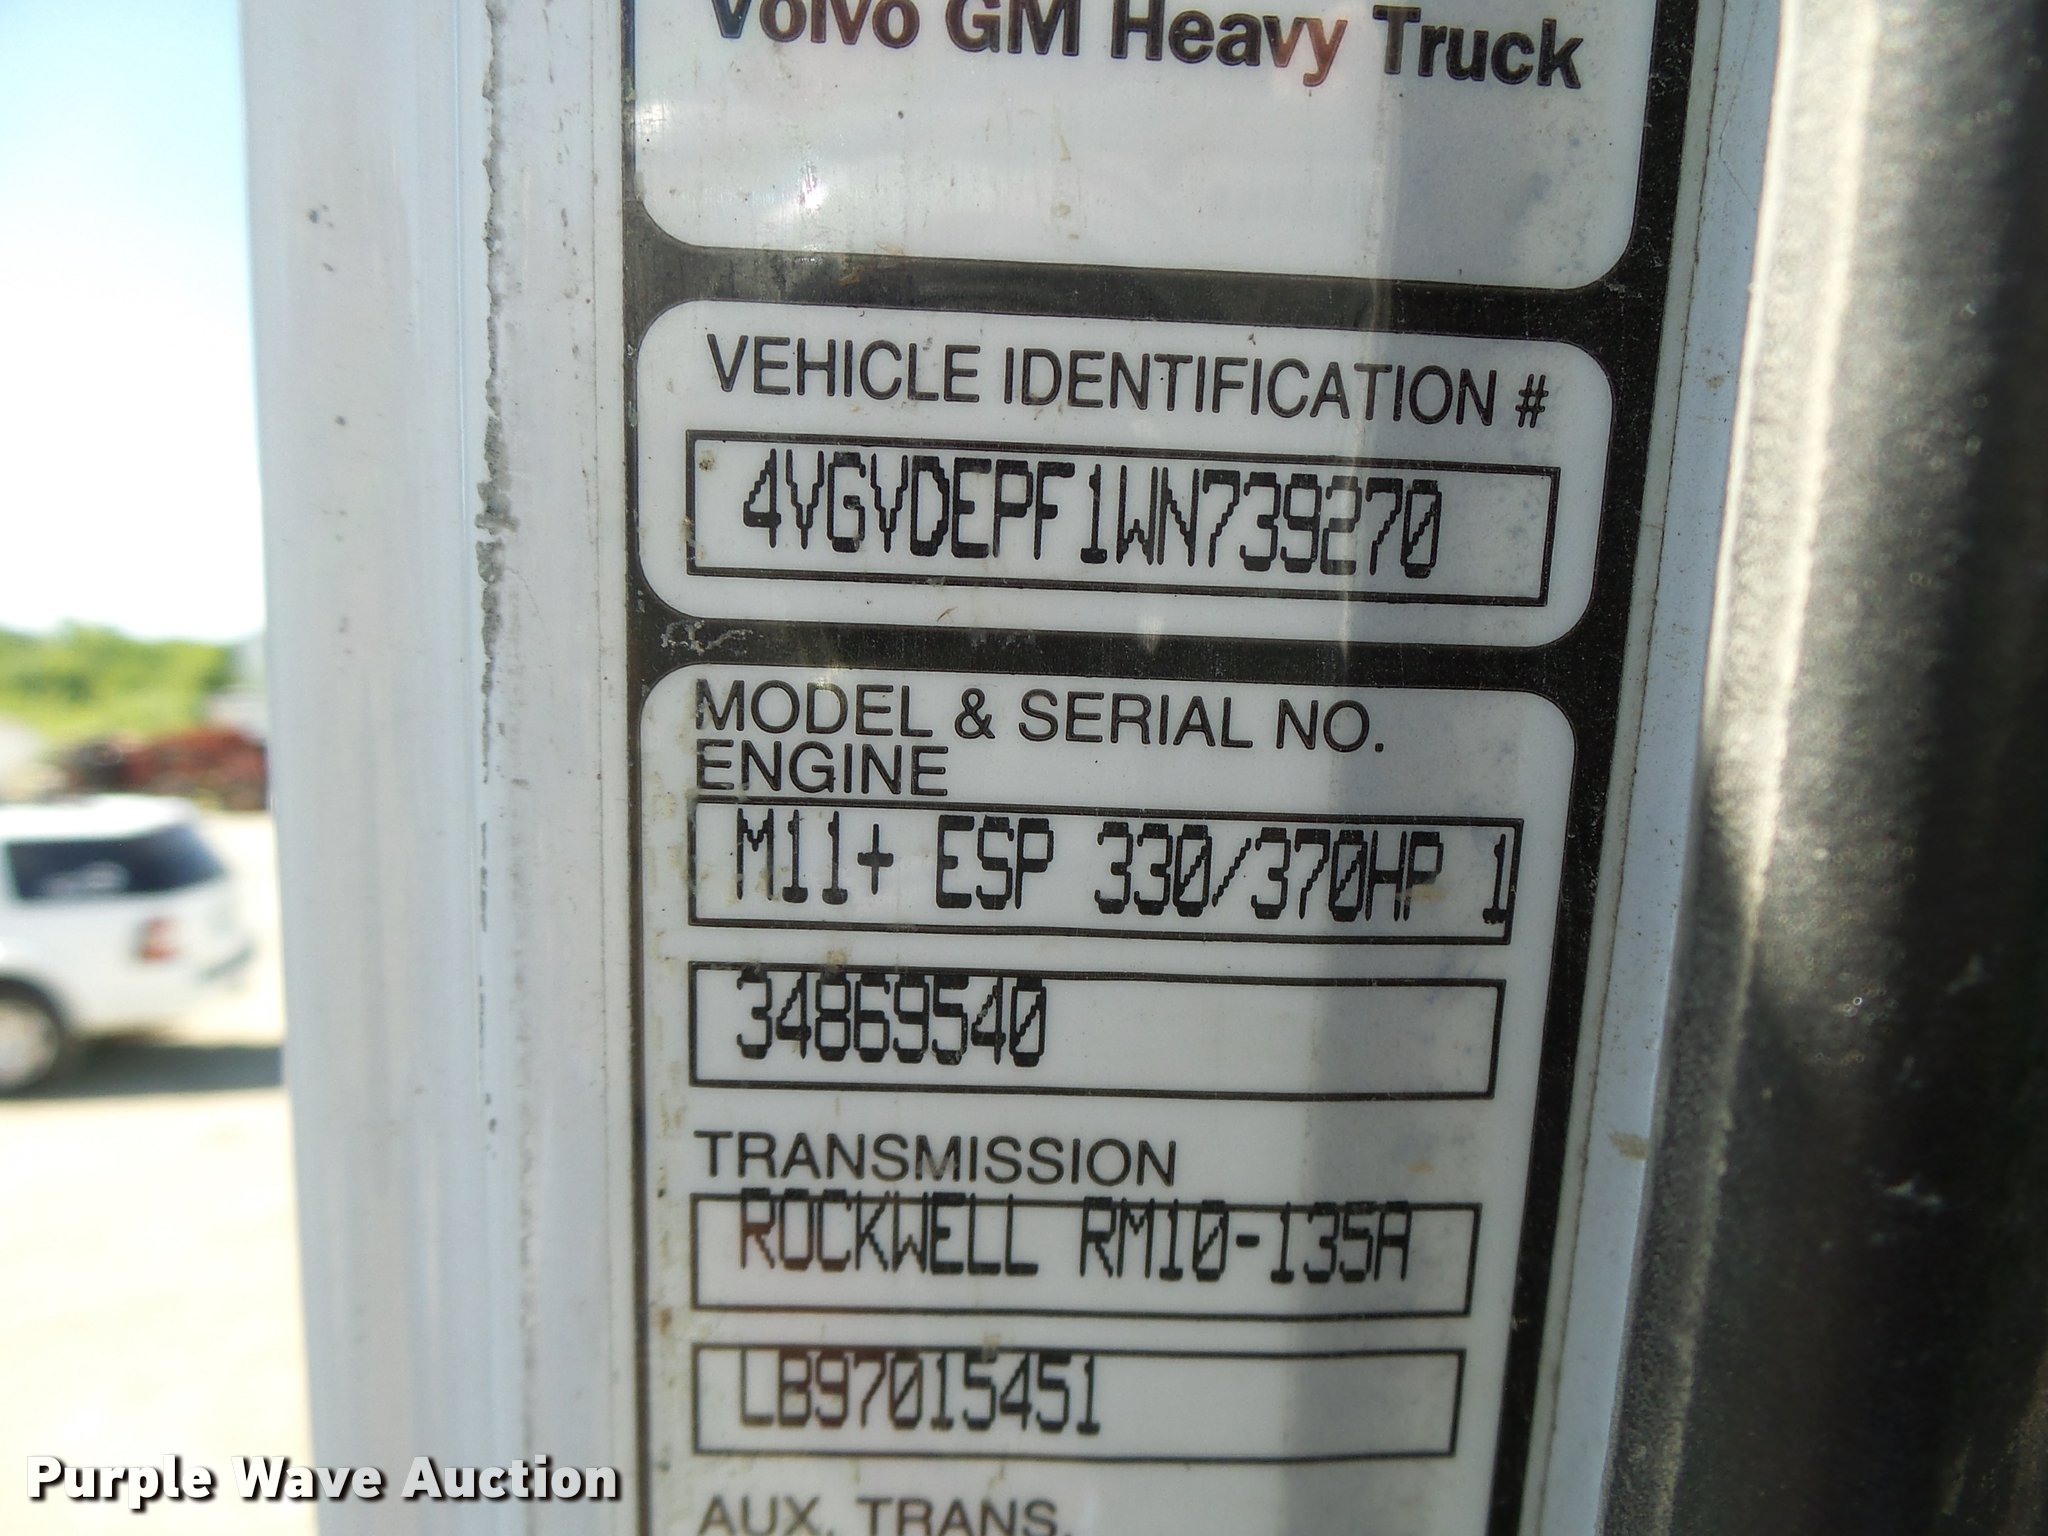 Volvo GM Heavy Truck
VEHICLE IDENTIFICATION #
4VGVDEPF1WN739270
MODEL & SERIAL NO.
ENGINE
M11+ ESP 330/370HP 1
34869540
TRANSMISSION
ROCKWELL RM10-135A
LB97015451
AUX. TRANS.
Purple Wave Auction